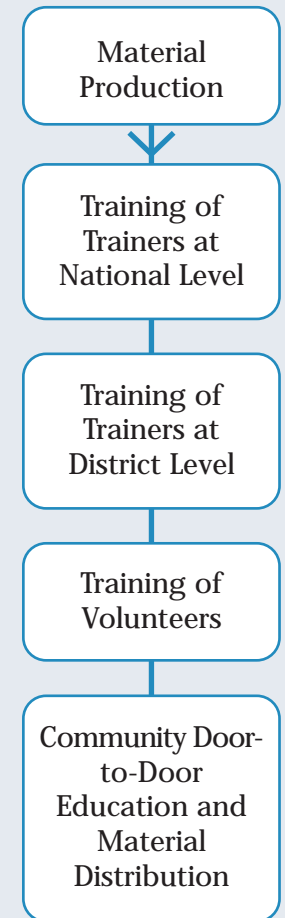 Material
Production
Training of
Trainers at
National Level
Training of
Trainers at
District Level
Training of
Volunteers
Community Door-
to-Door
Education and
Material
Distribution